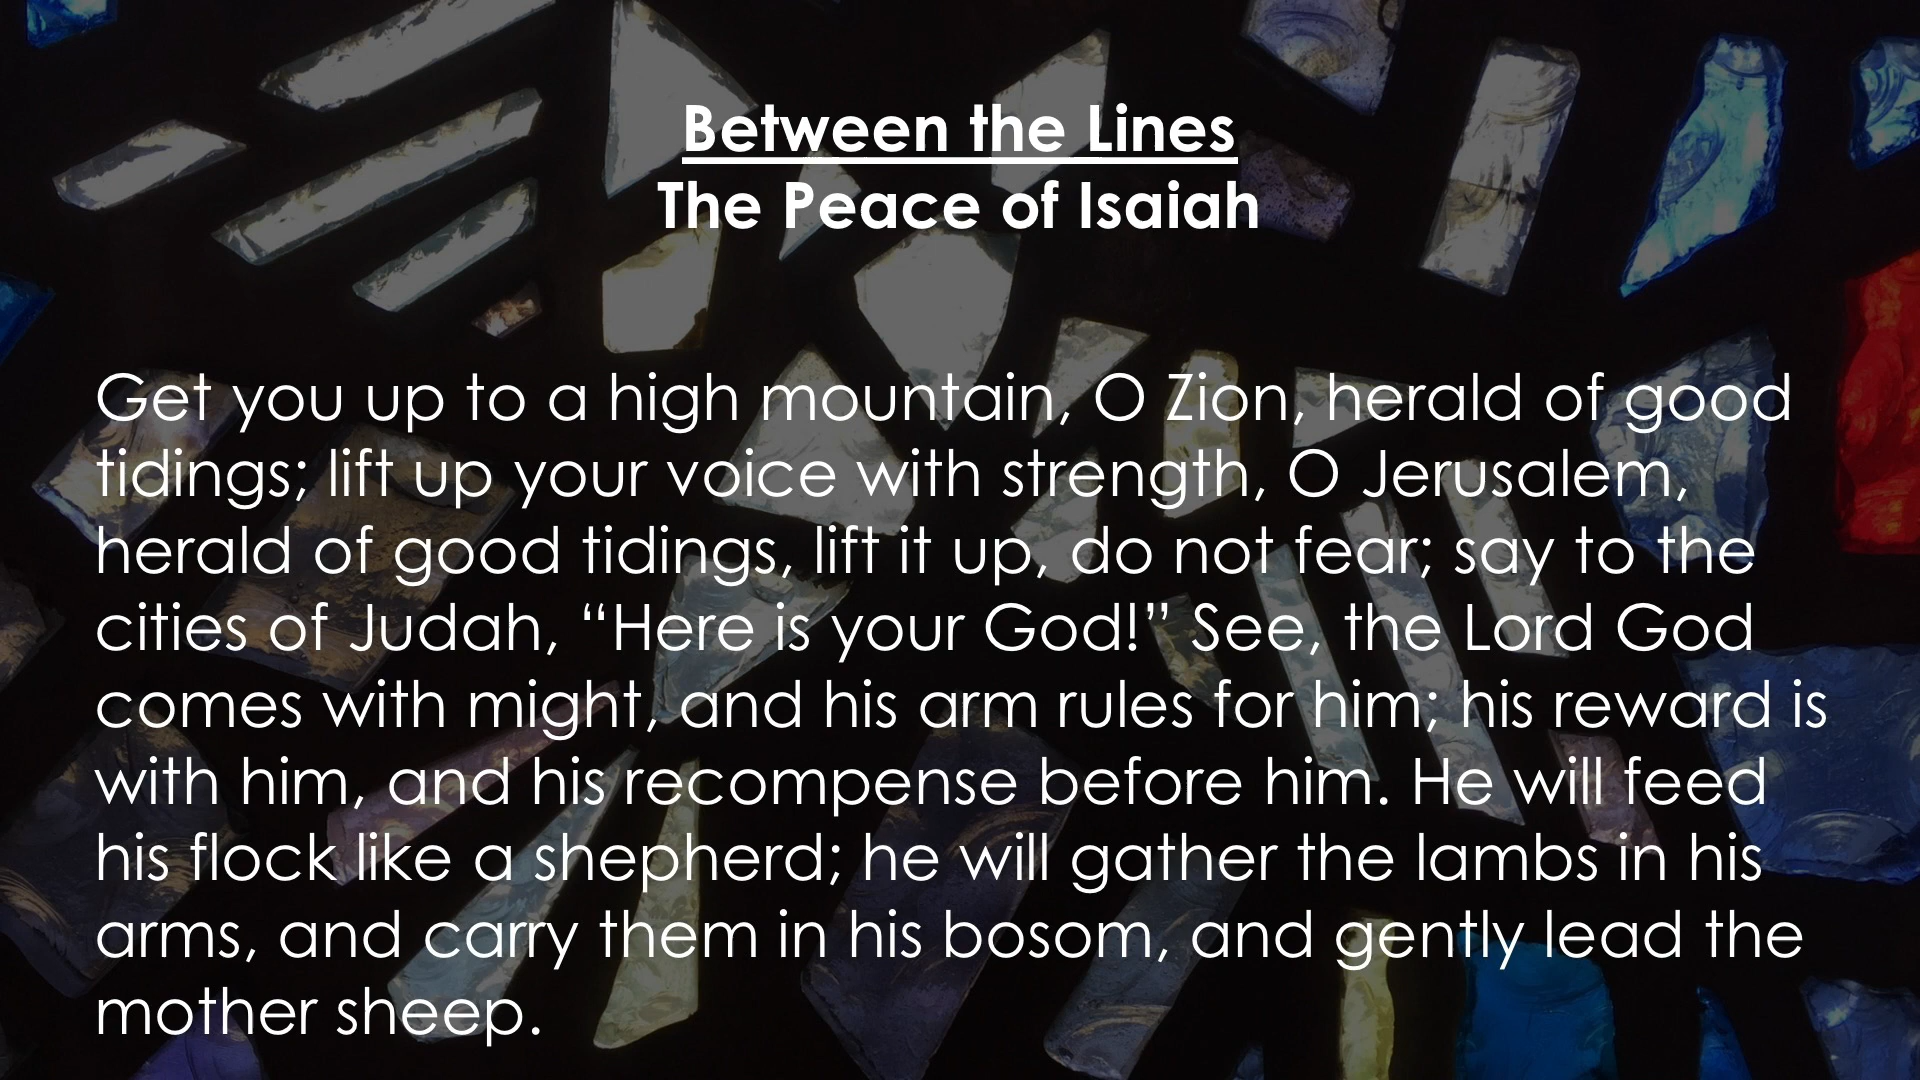 Between the Lines
The Peace of Isaiah
Get you up to a high mountain, O Zion, herald of good
tidings; lift up your voice with strength, O Jerusalem,
herald of good tidings, lift it up, do not fear; say to the
cities of Judah, “Here is your God!” See, the Lord God
comes with might, and his arm rules for him; his reward is
with him, and his recompense before him. He will feed
his flock like a shepherd; he will gather the lambs in his
arms, and carry them in his bosom, and gently lead the
mother sheep.